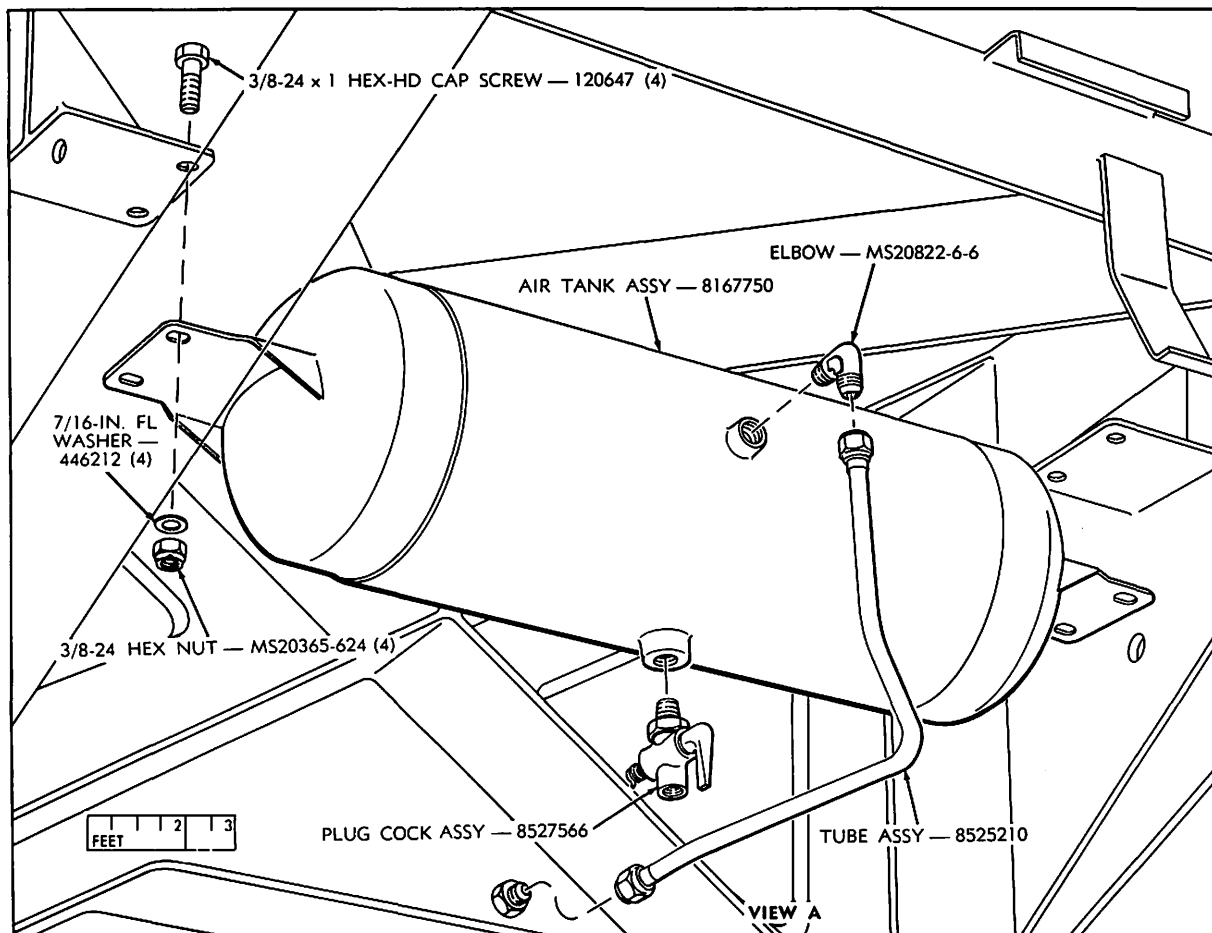 3/8-24 x 1 HEX-HD CAP SCREW — 120647 (4)
ELBOW — MS20822-6-6
AIR TANK ASSY — 8167750
7/16-IN. FL
WASHER —
446212 (4)
3/8-24 HEX NUT — MS20365-624 (4)
FEET 2 3
PLUG COCK ASSY — 8527566
TUBE ASSY — 8525210
VIEW A